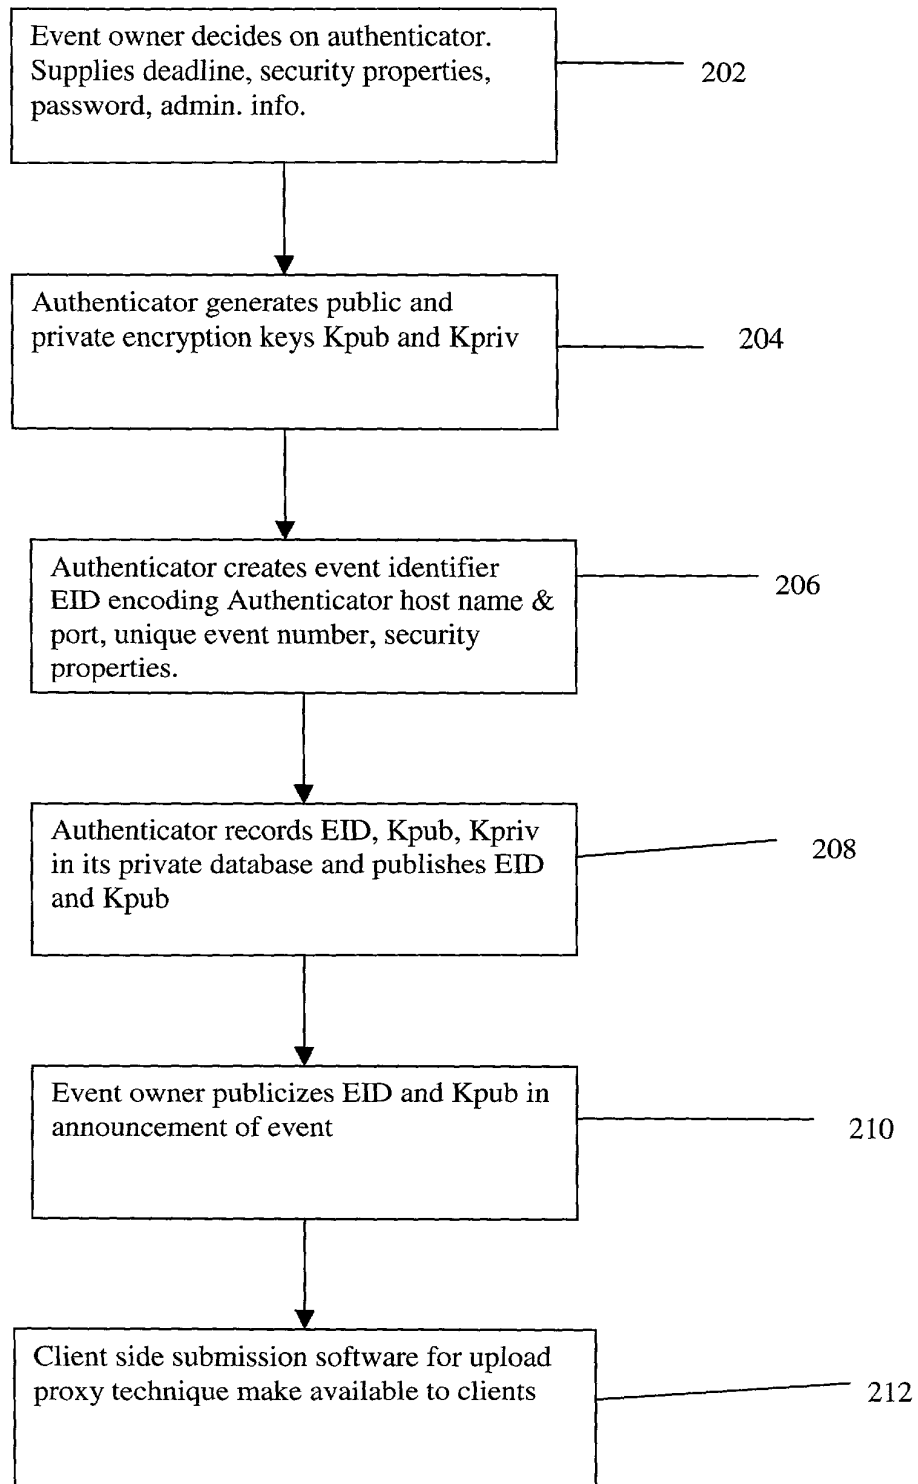 Event owner decides on authenticator.
Supplies deadline, security properties,
password, admin. info.
202
Authenticator generates public and
private encryption keys Kpub and Kpriv
204
Authenticator creates event identifier
EID encoding Authenticator host name &
port, unique event number, security
properties.
206
Authenticator records EID, Kpub, Kpriv
in its private database and publishes EID
and Kpub
208
Event owner publicizes EID and Kpub in
announcement of event
210
Client side submission software for upload
proxy technique make available to clients
212